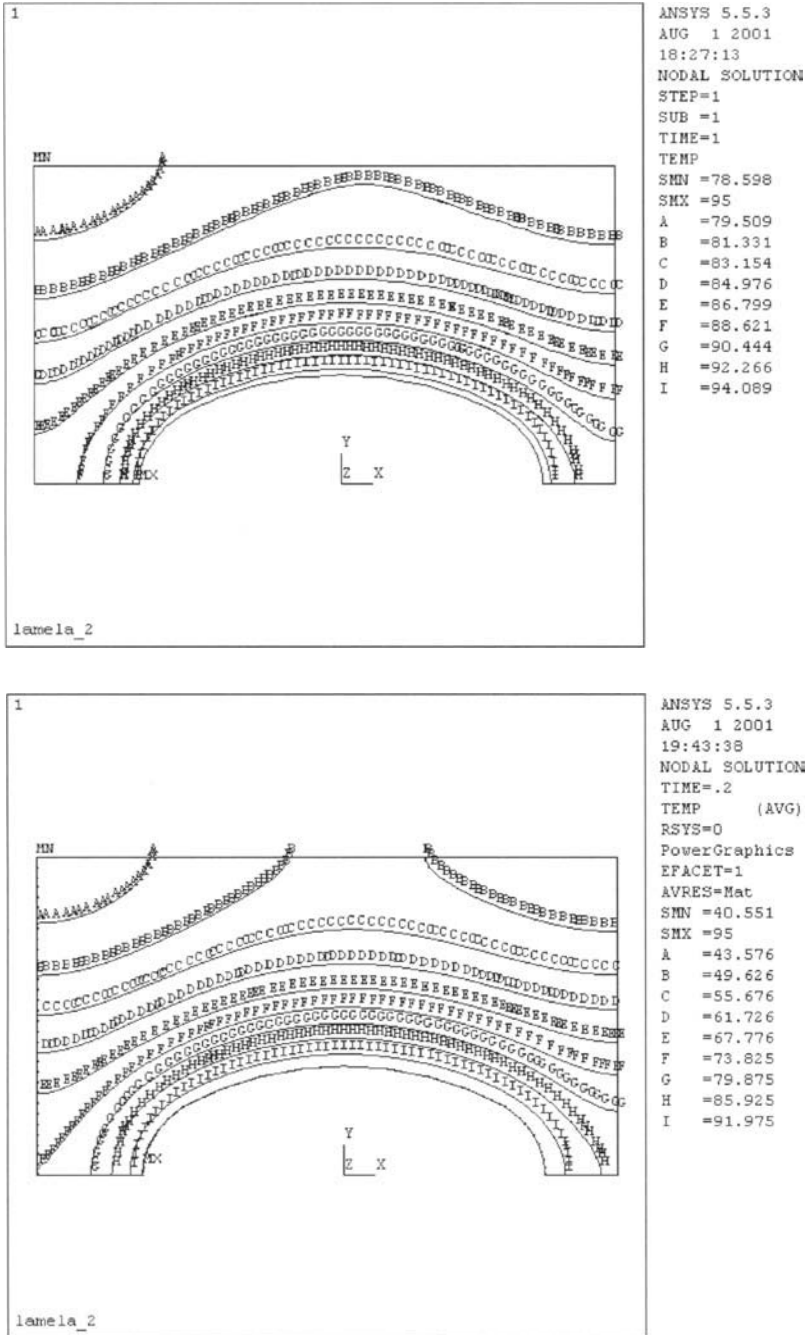 1
ANSYS 5.5.3
AUG 1 2001
18:27:13
NODAL SOLUTION
STEP=1
SUB =1
TIME=1
TEMP
SMN =78.598
SMX =95
A =79.509
B =81.331
C =83.154
D =84.976
E =86.799
F =88.621
G =90.444
H =92.266
I =94.089
MN
MX
Y
Z X
lamela_2
1
ANSYS 5.5.3
AUG 1 2001
19:43:38
NODAL SOLUTION
TIME=.2
TEMP (AVG)
RSYS=0
PowerGraphics
EFACET=1
AVRES=Mat
SMN =40.551
SMX =95
A =43.576
B =49.626
C =55.676
D =61.726
E =67.776
F =73.825
G =79.875
H =85.925
I =91.975
MN
MX
Y
Z X
lamela_2